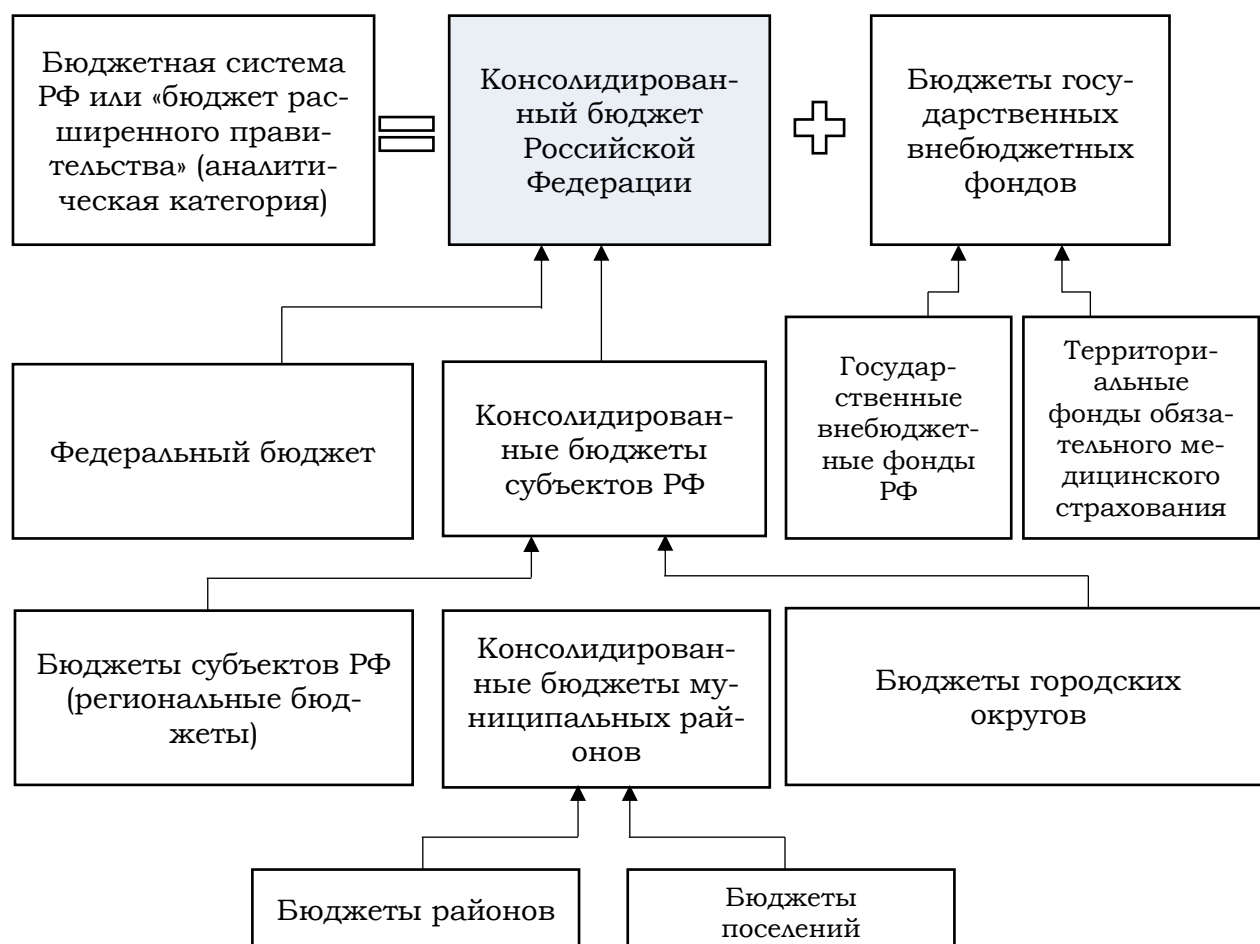 Бюджетная система
РФ или «бюджет рас-
ширенного прави-
тельства» (аналити-
ческая категория)
Консолидирован-
ный бюджет
Российской
Федерации
Бюджеты госу-
дарственных
внебюджетных
фондов
Федеральный бюджет
Консолидирован-
ные бюджеты
субъектов РФ
Государ-
ственные
внебюджет-
ные фонды
РФ
Территори-
альные
фонды обяза-
тельного ме-
дицинского
страхования
Бюджеты субъектов РФ
(региональные бюд-
жеты)
Консолидирован-
ные бюджеты му-
ниципальных рай-
онов
Бюджеты городских
округов
Бюджеты районов
Бюджеты
поселений